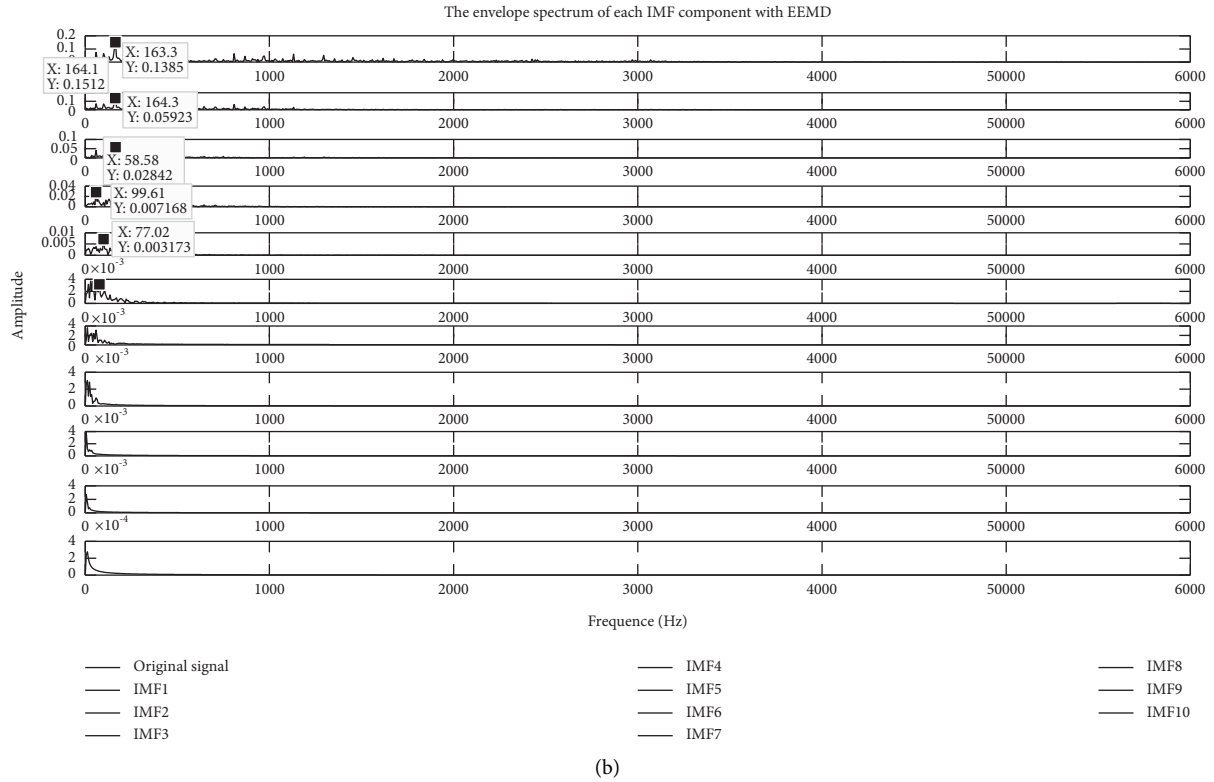 The envelope spectrum of each IMF component with EEMD
Amplitude
0.2
0.1
X: 163.3
Y: 0.1385
X: 164.1
Y: 0.1512
1000 2000 3000 4000 50000 6000
0.1
0
X: 164.3
Y: 0.05923
0 1000 2000 3000 4000 50000 6000
0.1
0.05
0
X: 58.58
Y: 0.02842
0 1000 2000 3000 4000 50000 6000
0.04
0.02
0
X: 99.61
Y: 0.007168
0 1000 2000 3000 4000 50000 6000
0.01
0.005
X: 77.02
Y: 0.003173
0 ×10-3 1000 2000 3000 4000 50000 6000
4
2
0
0 ×10-3 1000 2000 3000 4000 50000 6000
4
2
0
0 ×10-3 1000 2000 3000 4000 50000 6000
4
2
0
0 ×10-3 1000 2000 3000 4000 50000 6000
4
2
0
0 ×10-3 1000 2000 3000 4000 50000 6000
4
2
0
0 ×10-4 1000 2000 3000 4000 50000 6000
4
2
0
0 1000 2000 3000 4000 50000 6000
Frequence (Hz)
Original signal
IMF1
IMF2
IMF3
IMF4
IMF5
IMF6
IMF7
IMF8
IMF9
IMF10
(b)